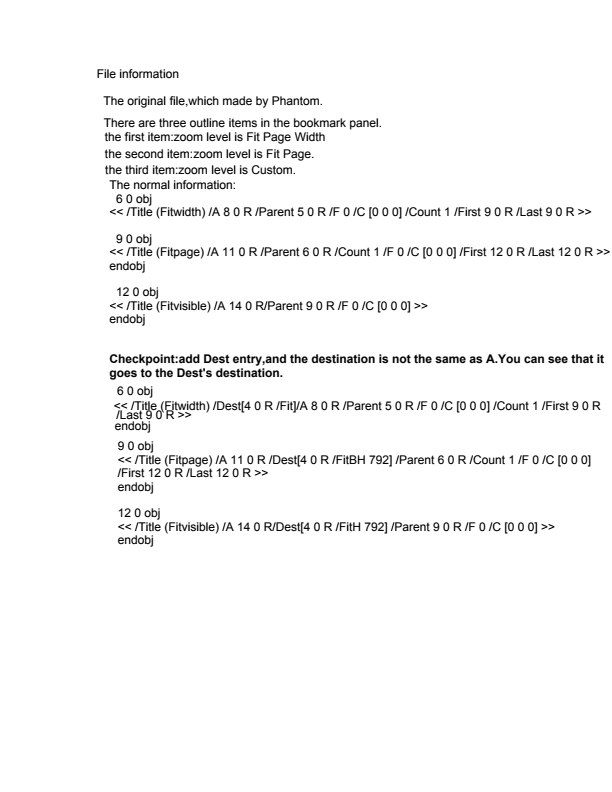 File information
The original file,which made by Phantom.
There are three outline items in the bookmark panel.
the first item:zoom level is Fit Page Width
the second item:zoom level is Fit Page.
the third item:zoom level is Custom.
The normal information:
6 0 obj
<< /Title (Fitwidth) /A 8 0 R /Parent 5 0 R /F 0 /C [0 0 0] /Count 1 /First 9 0 R /Last 9 0 R >>
9 0 obj
<< /Title (Fitpage) /A 11 0 R /Parent 6 0 R /Count 1 /F 0 /C [0 0 0] /First 12 0 R /Last 12 0 R >>
endobj
12 0 obj
<< /Title (Fitvisible) /A 14 0 R/Parent 9 0 R /F 0 /C [0 0 0] >>
endobj
Checkpoint:add Dest entry,and the destination is not the same as A.You can see that it
goes to the Dest's destination.
6 0 obj
<< /Title (Fitwidth) /Dest[4 0 R /Fit]/A 8 0 R /Parent 5 0 R /F 0 /C [0 0 0] /Count 1 /First 9 0 R
/Last 9 0 R >>
endobj
9 0 obj
<< /Title (Fitpage) /A 11 0 R /Dest[4 0 R /FitBH 792] /Parent 6 0 R /Count 1 /F 0 /C [0 0 0]
/First 12 0 R /Last 12 0 R >>
endobj
12 0 obj
<< /Title (Fitvisible) /A 14 0 R/Dest[4 0 R /FitH 792] /Parent 9 0 R /F 0 /C [0 0 0] >>
endobj